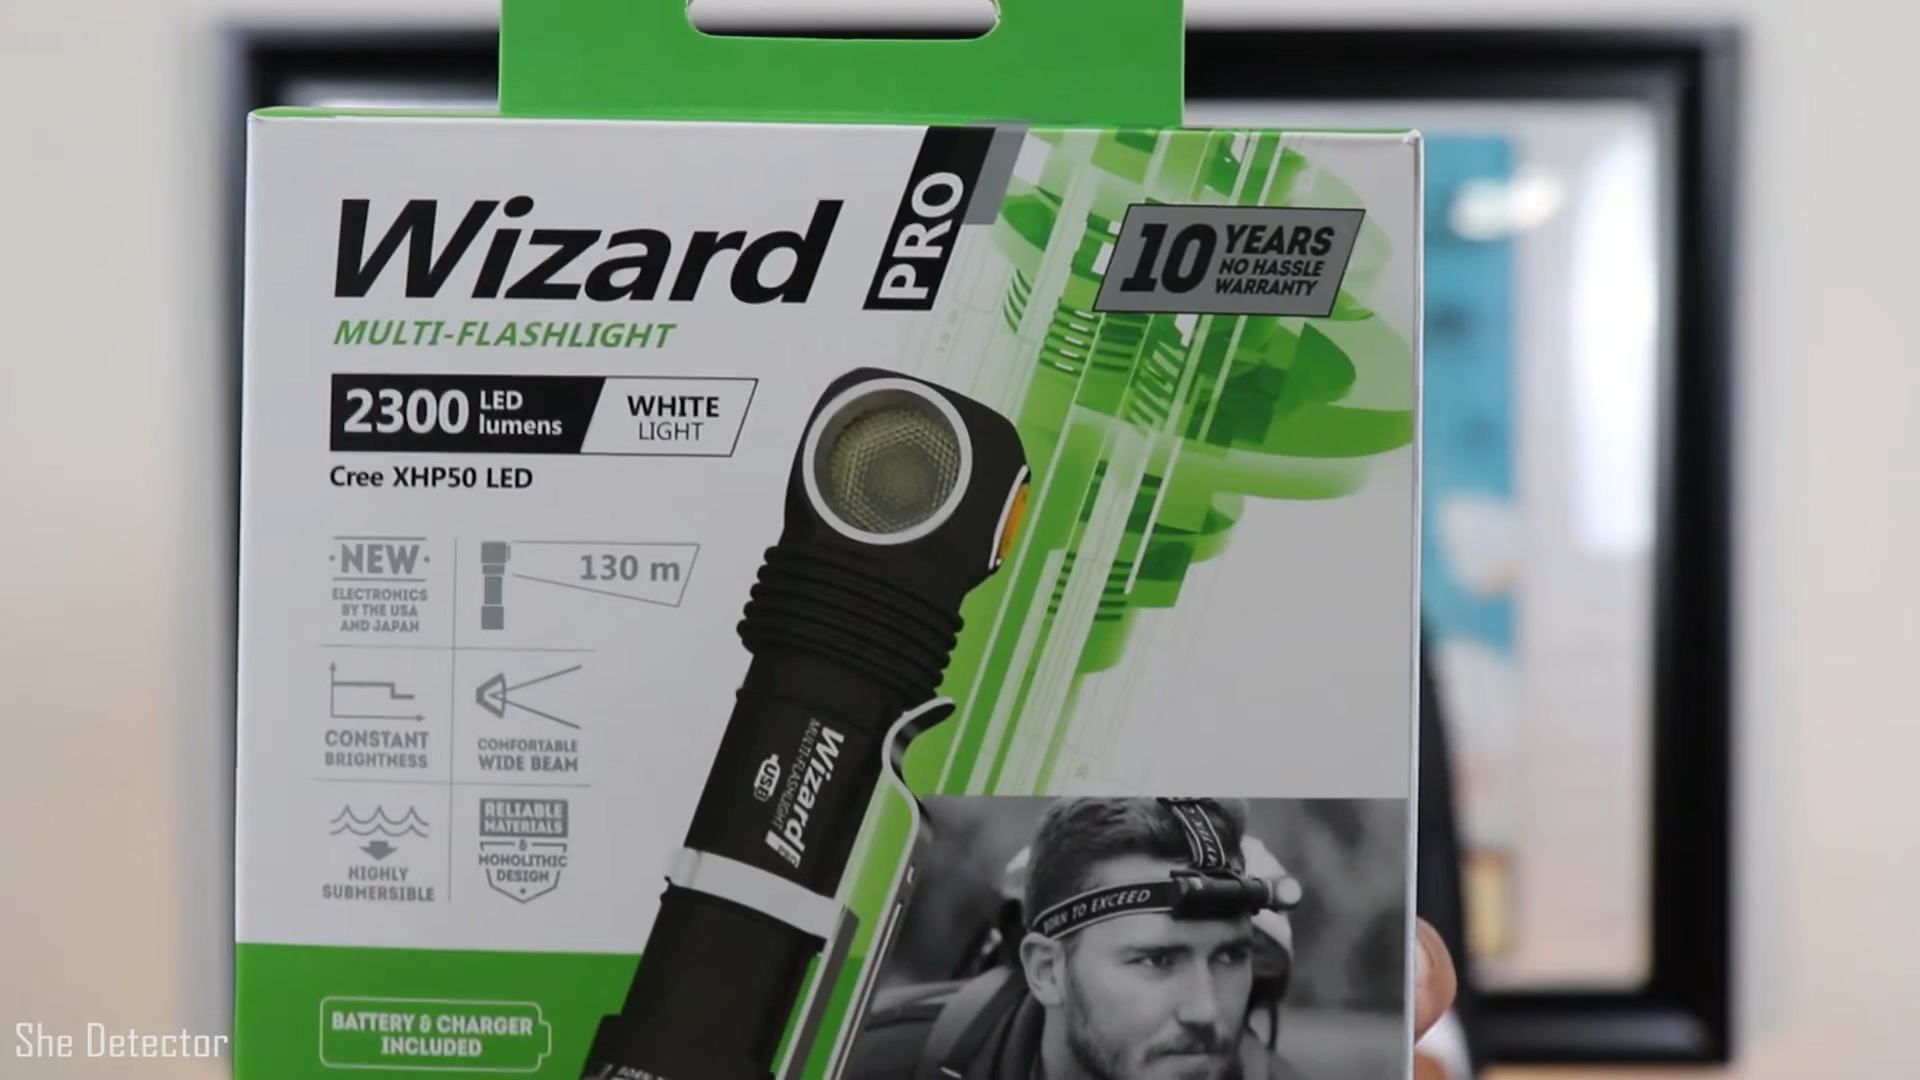 Wizard
PRO
MULTI-FLASHLIGHT
10 YEARS
NO HASSLE
WARRANTY
2300 LED
lumens
WHITE
LIGHT
Cree XHP50 LED
·NEW·
ELECTRONICS
BY THE USA
AND JAPAN
130 m
CONSTANT
BRIGHTNESS
COMFORTABLE
WIDE BEAM
HIGHLY
SUBMERSIBLE
RELIABLE
MATERIALS
&
MONOLITHIC
DESIGN
Wizard
MULTI-FLASHLIGHT
USB
BORN TO EXCEED
BATTERY & CHARGER
INCLUDED
She Detector